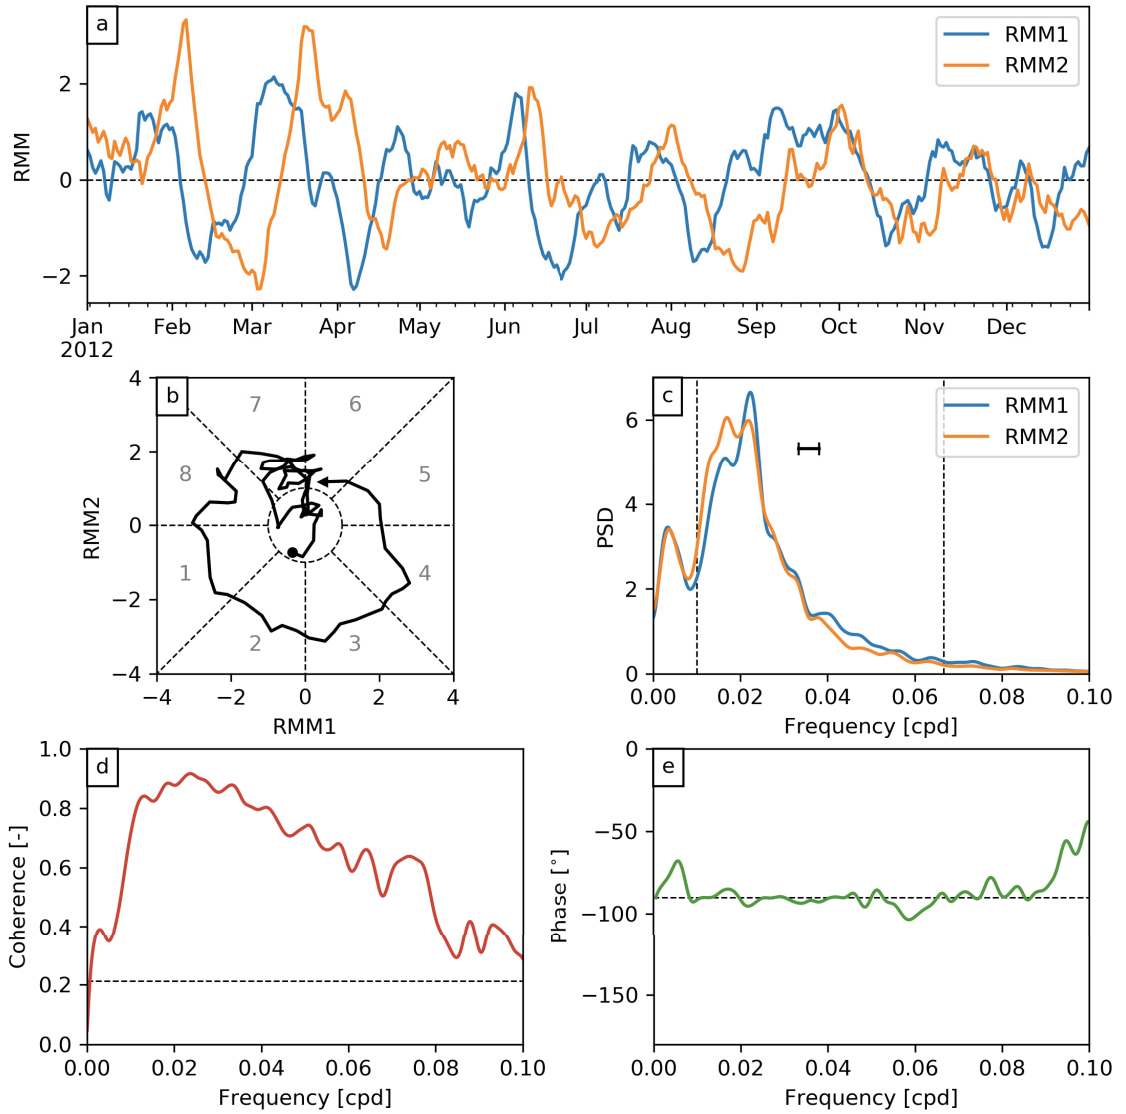 a
RMM1
RMM2
2
0
−2
RMM
Jan
Feb
Mar
Apr
May
Jun
Jul
Aug
Sep
Oct
Nov
Dec
2012
b
4
2
0
−2
−4
RMM2
7
6
8
5
1
4
2
3
−4
−2
0
2
4
RMM1
c
RMM1
RMM2
6
4
2
0
PSD
0.00
0.02
0.04
0.06
0.08
0.10
Frequency [cpd]
d
1.0
0.8
0.6
0.4
0.2
0.0
Coherence [-]
0.00
0.02
0.04
0.06
0.08
0.10
Frequency [cpd]
e
0
−50
−100
−150
Phase [°]
0.00
0.02
0.04
0.06
0.08
0.10
Frequency [cpd]